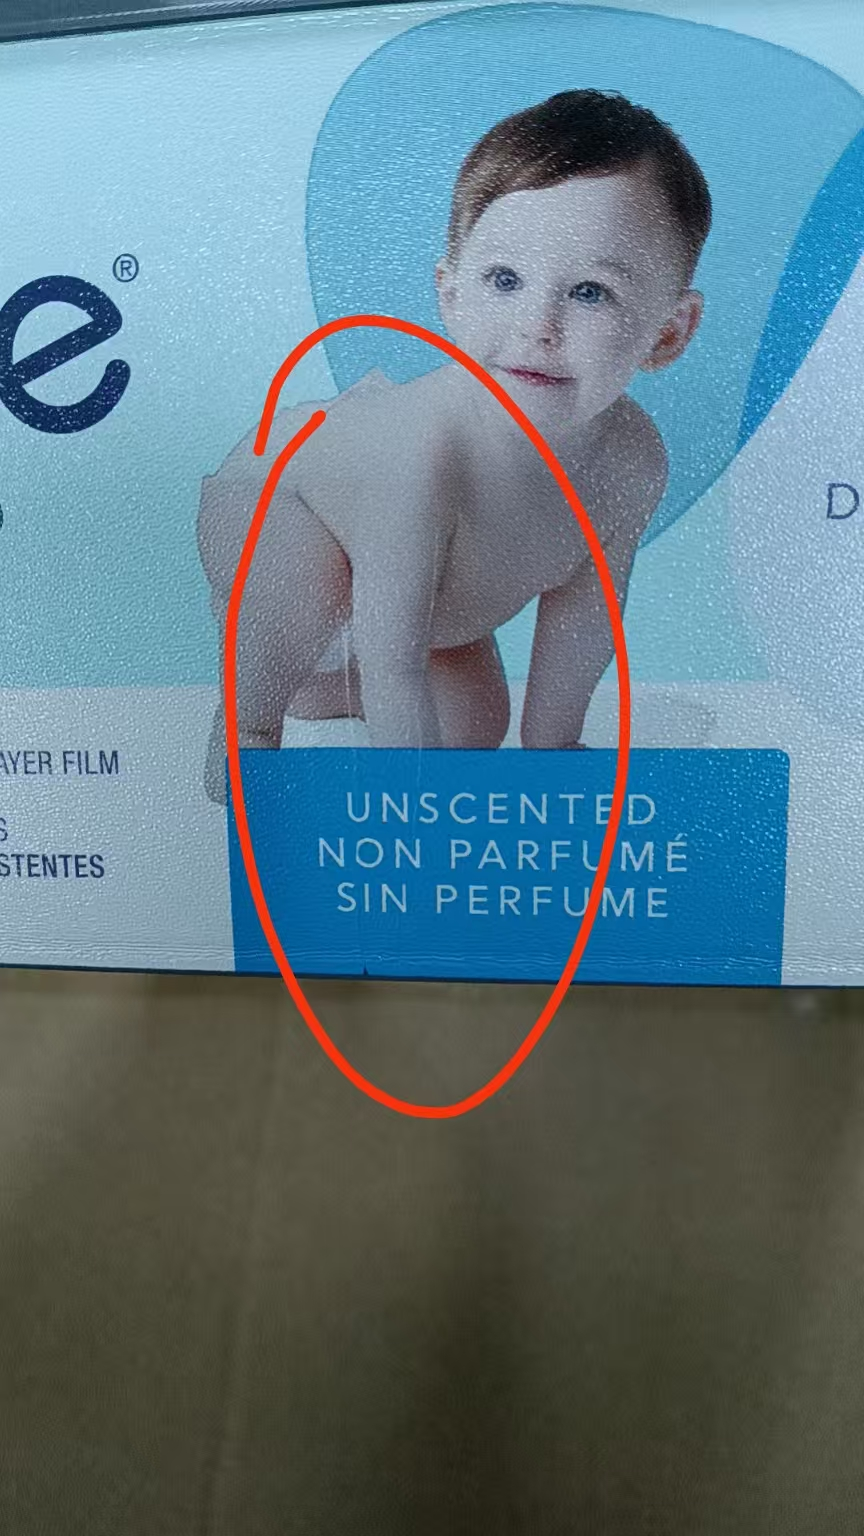 e®
D
AYER FILM
S
STENTES
UNSCENTED
NON PARFUMÉ
SIN PERFUME